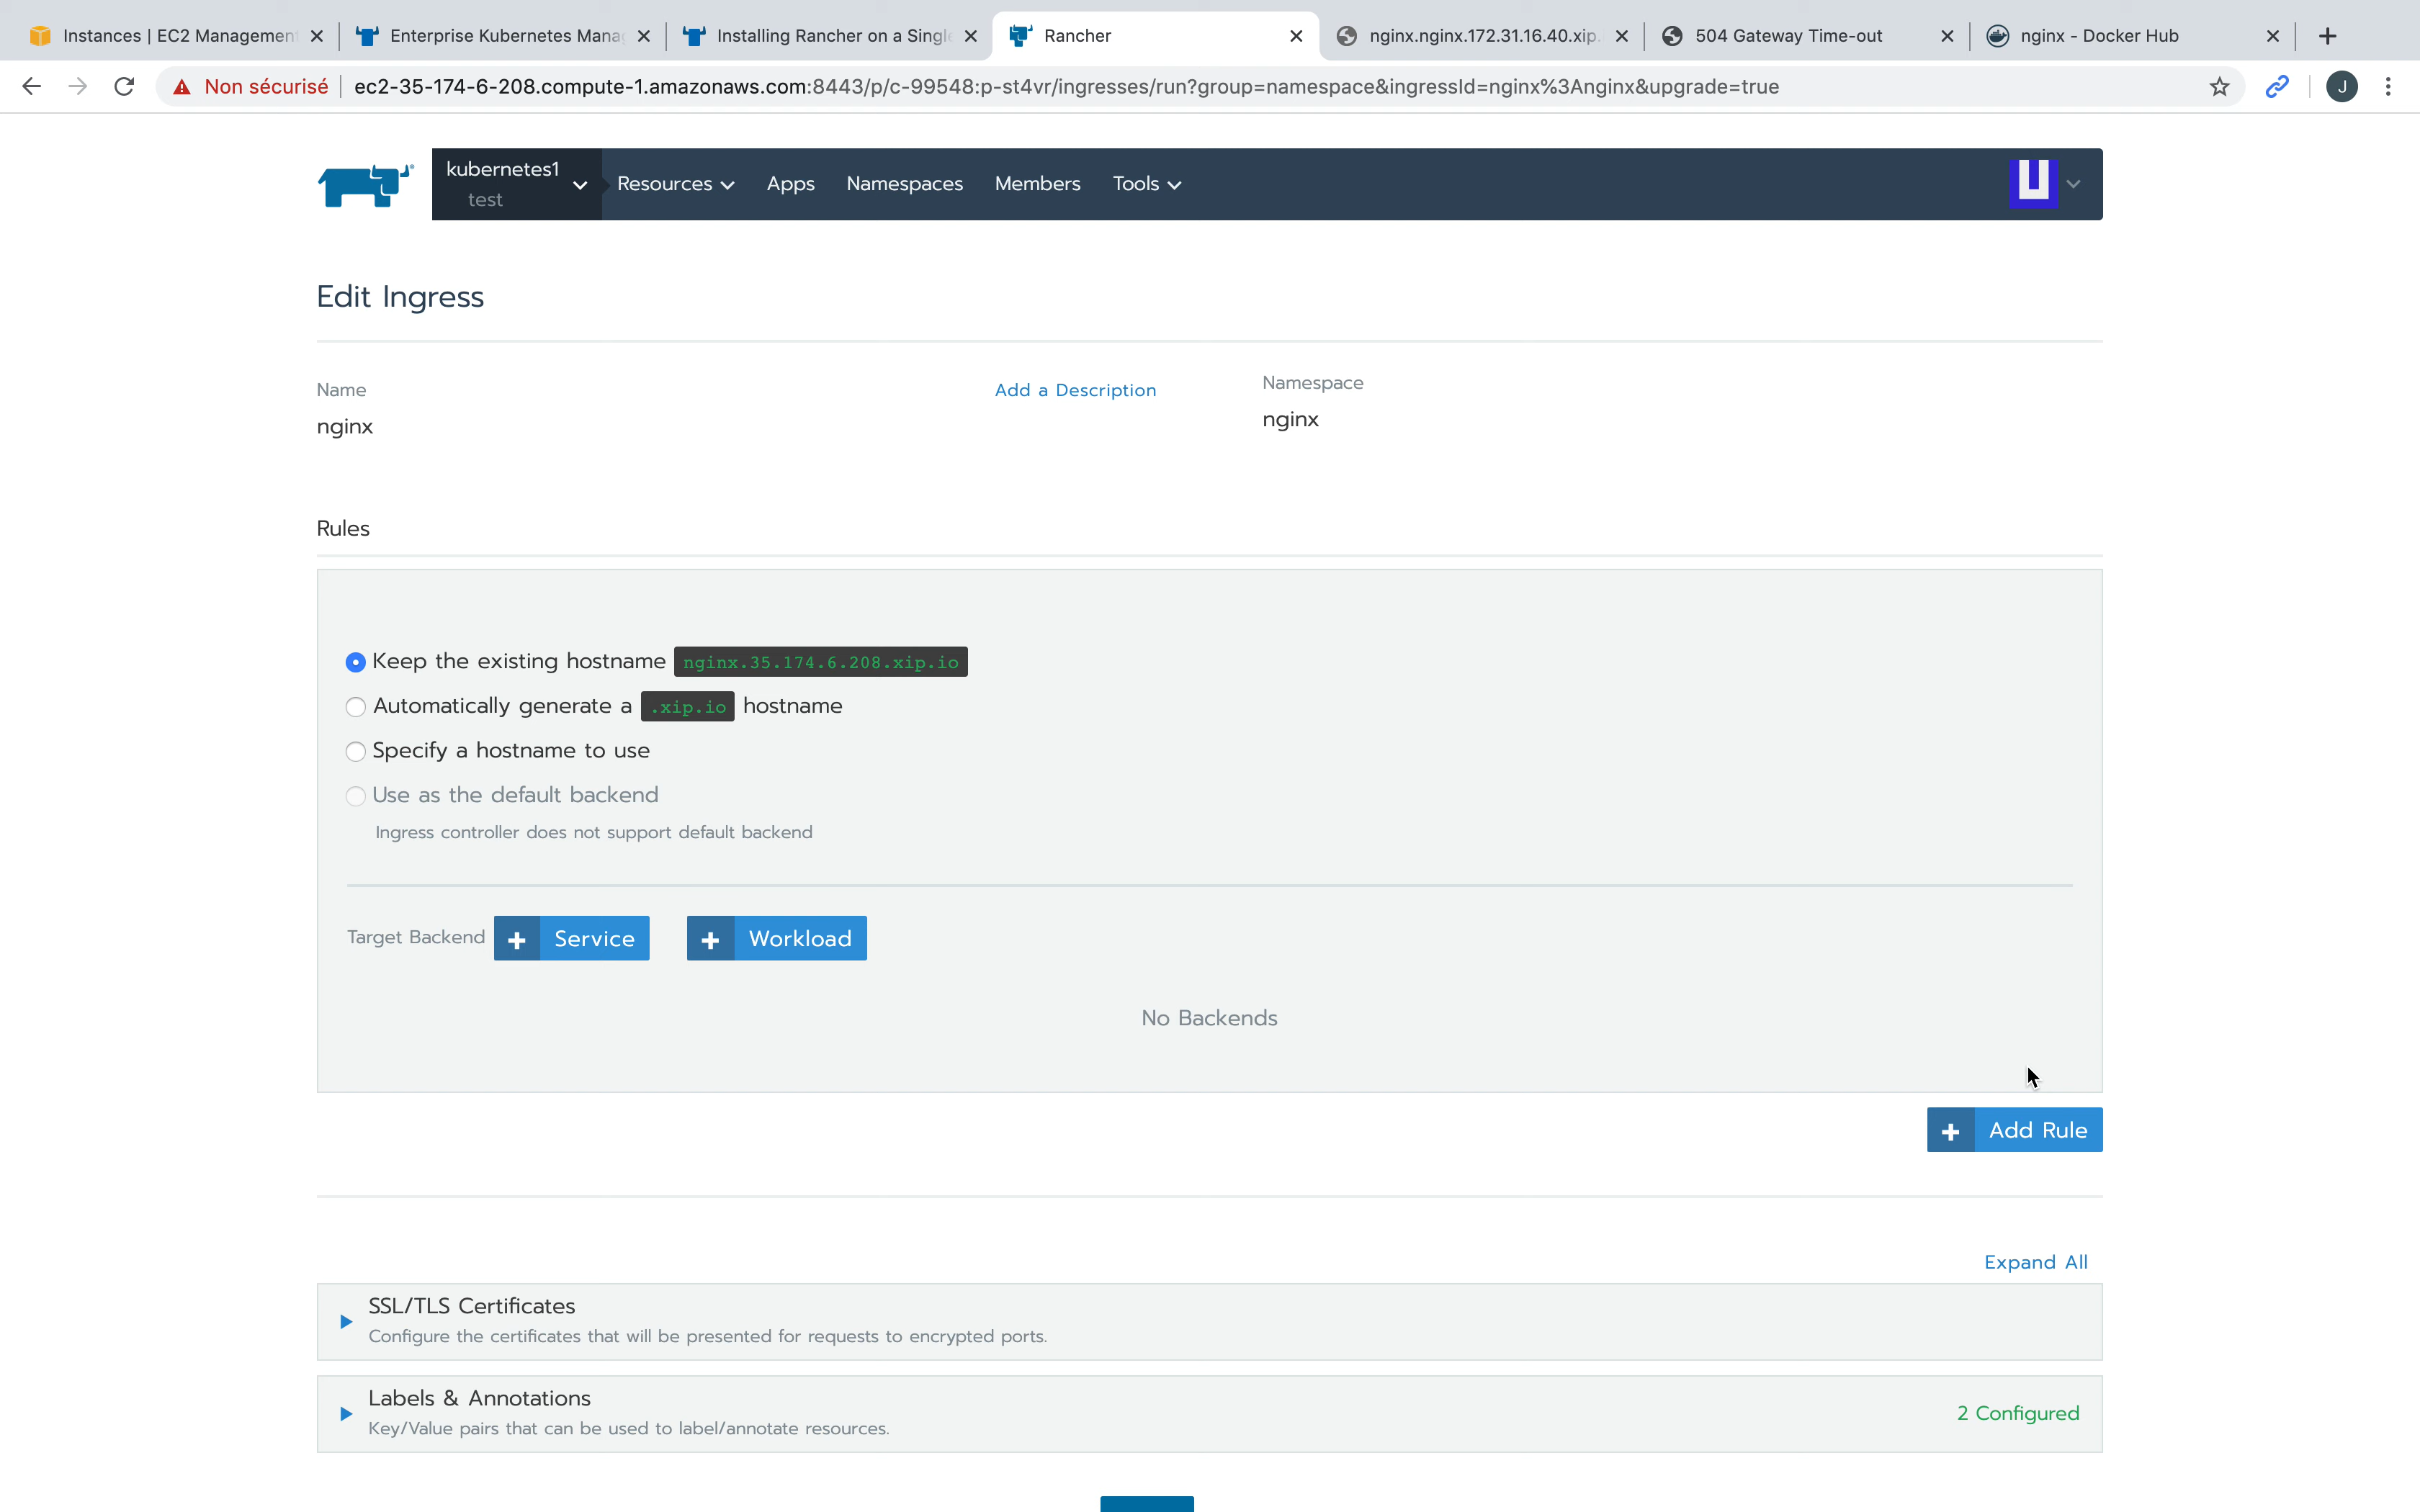 Instances | EC2 Management
Enterprise Kubernetes Mana
Installing Rancher on a Single
Rancher
nginx.nginx.172.31.16.40.xip.
504 Gateway Time-out
nginx - Docker Hub
Non sécurisé
ec2-35-174-6-208.compute-1.amazonaws.com:8443/p/c-99548:p-st4vr/ingresses/run?group=namespace&ingressId=nginx%3Anginx&upgrade=true
J
kubernetes1
test
Resources
Apps
Namespaces
Members
Tools
Edit Ingress
Name
Add a Description
Namespace
nginx
nginx
Rules
Keep the existing hostname nginx.35.174.6.208.xip.io
Automatically generate a .xip.io hostname
Specify a hostname to use
Use as the default backend
Ingress controller does not support default backend
Target Backend
+ Service
+ Workload
No Backends
+ Add Rule
Expand All
SSL/TLS Certificates
Configure the certificates that will be presented for requests to encrypted ports.
Labels & Annotations
Key/Value pairs that can be used to label/annotate resources.
2 Configured